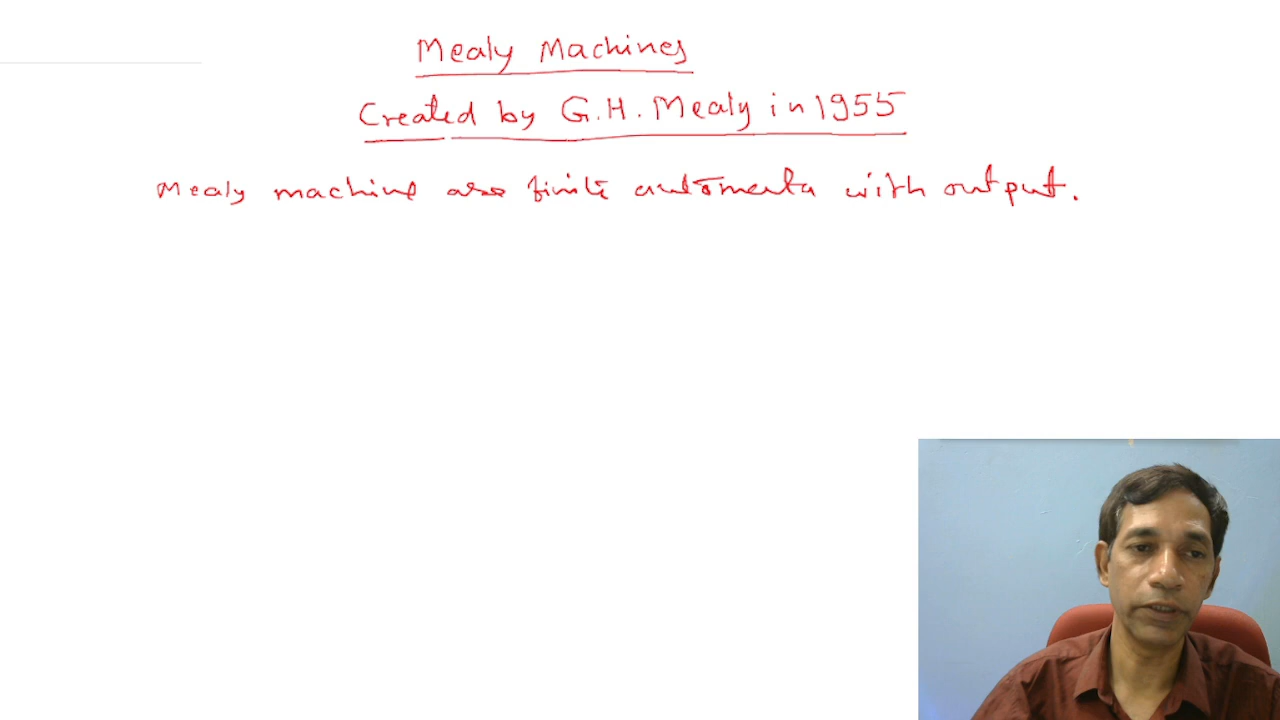 Mealy Machines
Created by G.H. Mealy in 1955
Mealy machine are finite automata with output.